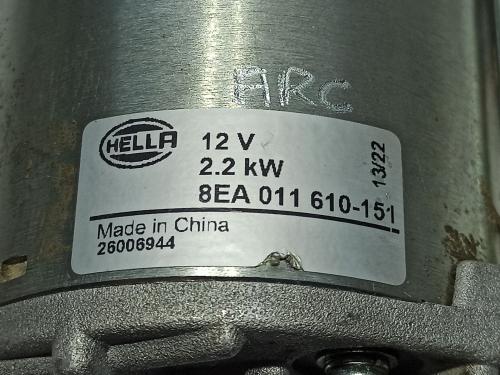 ARC
HELLA
12 V
2.2 kW
8EA 011 610-151
13/22
Made in China
26006944